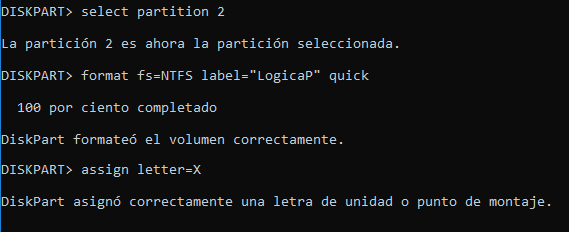 DISKPART> select partition 2
La partición 2 es ahora la partición seleccionada.
DISKPART> format fs=NTFS label="LogicaP" quick
  100 por ciento completado
DiskPart formateó el volumen correctamente.
DISKPART> assign letter=X
DiskPart asignó correctamente una letra de unidad o punto de montaje.